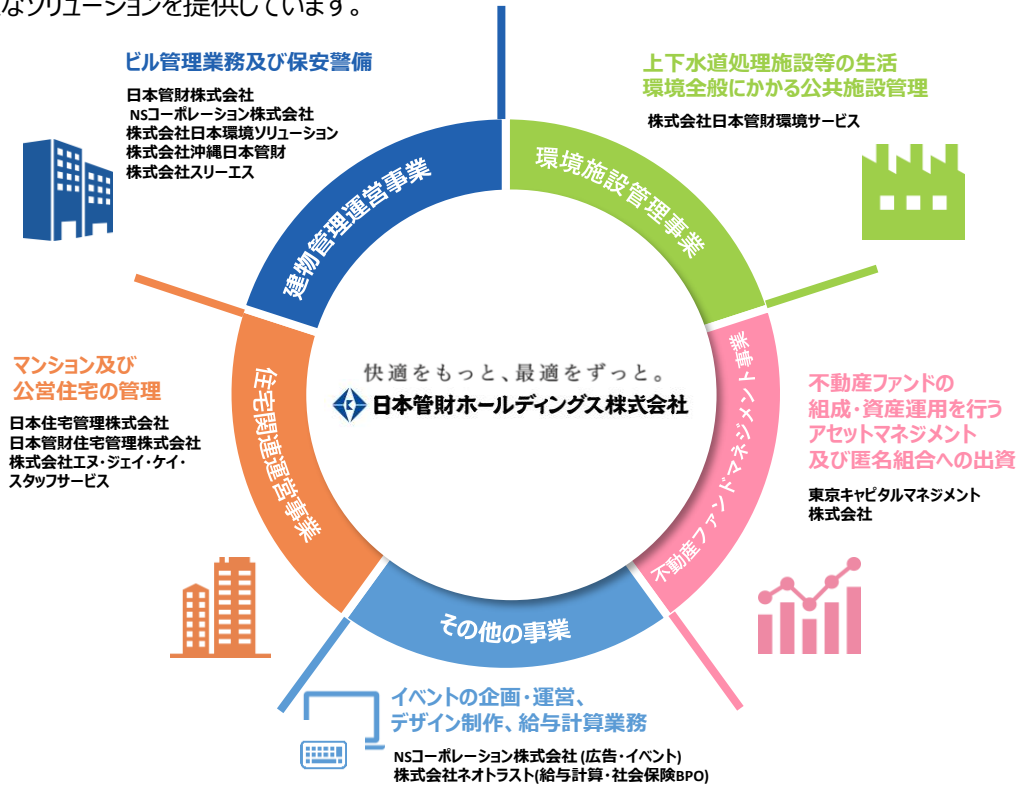 なソリューションを提供しています。
ビル管理業務及び保安警備
日本管財株式会社
NSコーポレーション株式会社
株式会社日本環境ソリューション
株式会社沖縄日本管財
株式会社スリーエス
上下水道処理施設等の生活
環境全般にかかる公共施設管理
株式会社日本管財環境サービス
建物管理運営事業
環境施設管理事業
マンション及び
公営住宅の管理
日本住宅管理株式会社
日本管財住宅管理株式会社
株式会社エヌ・ジェイ・ケイ・
スタッフサービス
住宅関連運営事業
快適をもっと、最適をずっと。
日本管財ホールディングス株式会社
不動産ファンドマネジメント事業
不動産ファンドの
組成・資産運用を行う
アセットマネジメント
及び匿名組合への出資
東京キャピタルマネジメント
株式会社
その他の事業
イベントの企画・運営、
デザイン制作、給与計算業務
NSコーポレーション株式会社 (広告・イベント)
株式会社ネオトラスト(給与計算・社会保険BPO)